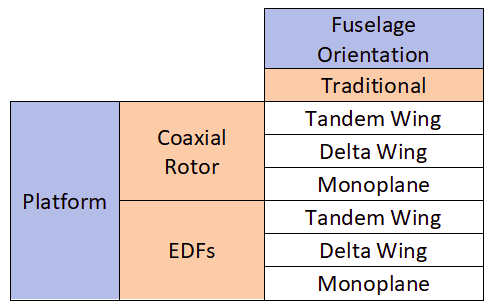 Fuselage
Orientation
Traditional
Platform
Coaxial
Rotor
Tandem Wing
Delta Wing
Monoplane
EDFs
Tandem Wing
Delta Wing
Monoplane